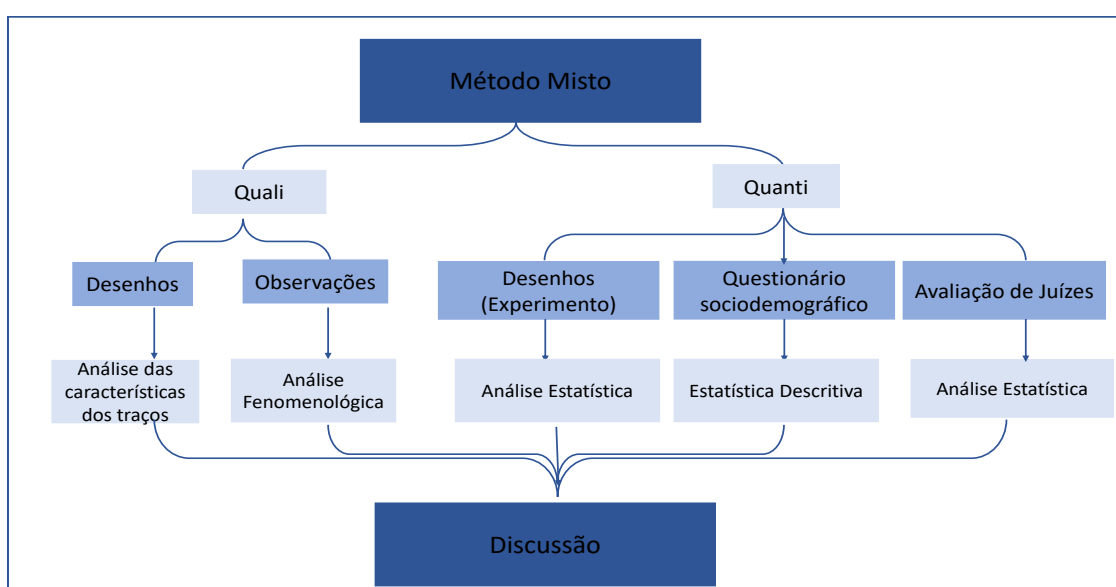 Método Misto
Quali
Quanti
Desenhos
Observações
Desenhos
(Experimento)
Questionário
sociodemográfico
Avaliação de Juízes
Análise das
características
dos traços
Análise
Fenomenológica
Análise Estatística
Estatística Descritiva
Análise Estatística
Discussão